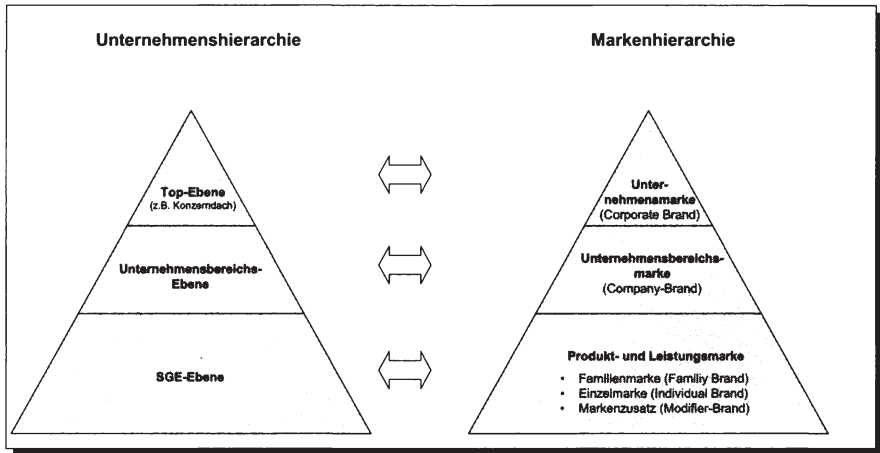 Unternehmenshierarchie
Markenhierarchie
Top-Ebene
(z.B. Konzerndach)
Unternehmensbereichs-
Ebene
SGE-Ebene
Unter-
nehmensmarke
(Corporate Brand)
Unternehmensbereichs-
marke
(Company-Brand)
Produkt- und Leistungsmarke
• Familienmarke (Familiy Brand)
• Einzelmarke (Individual Brand)
• Markenzusatz (Modifier-Brand)